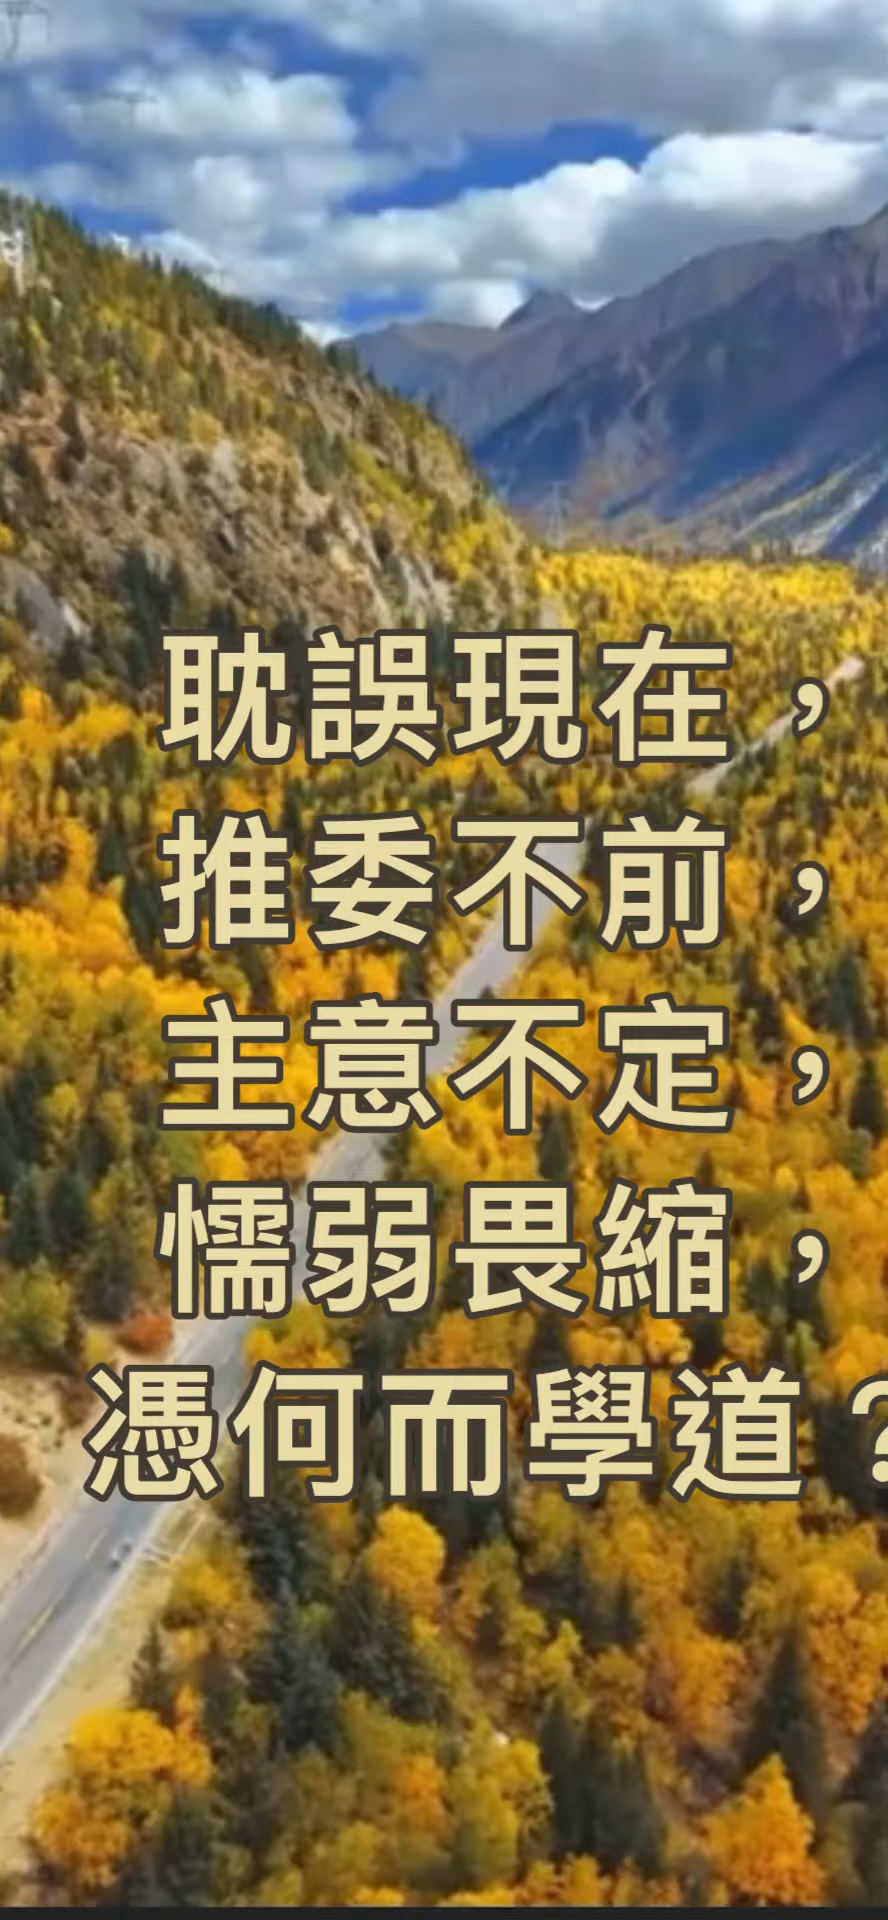 耽誤現在，
推委不前，
主意不定，
懦弱畏縮，
憑何而學道？